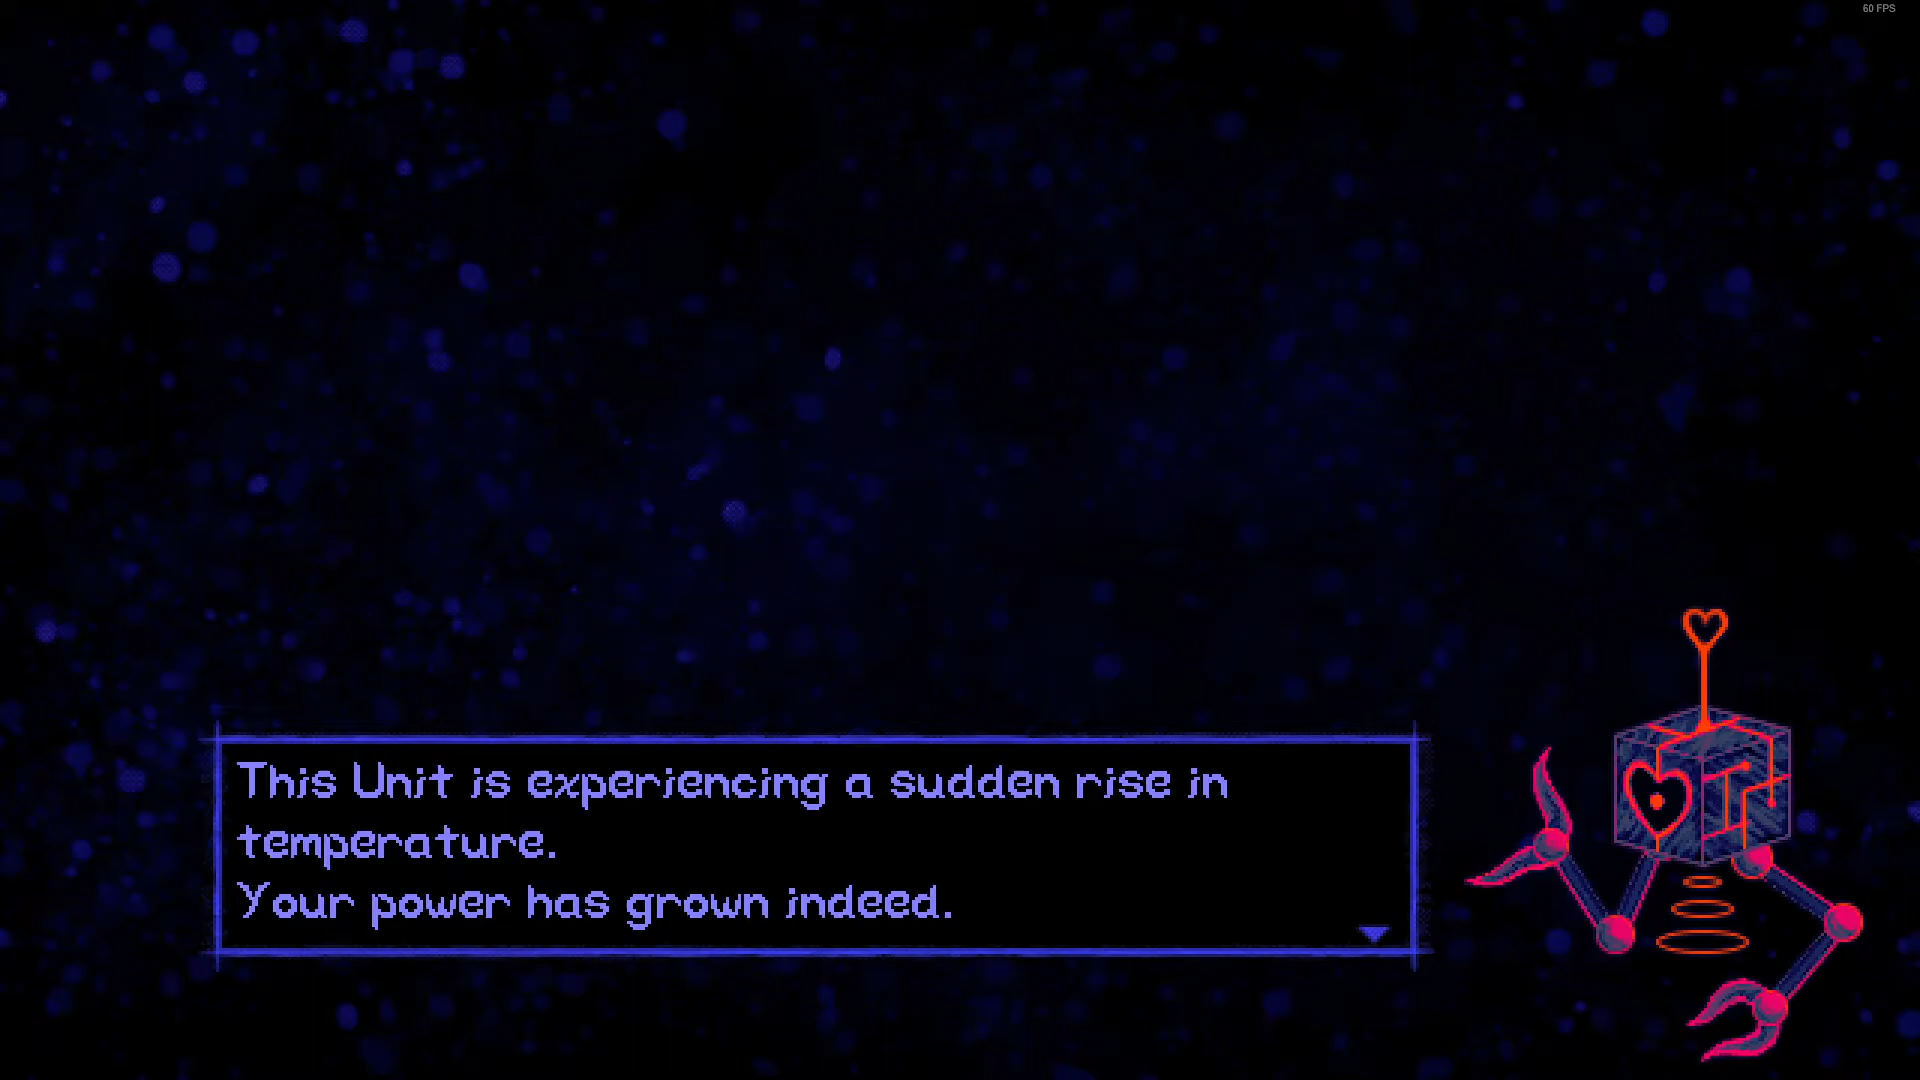 60 FPS
This Unit is experiencing a sudden rise in
temperature.
Your power has grown indeed.